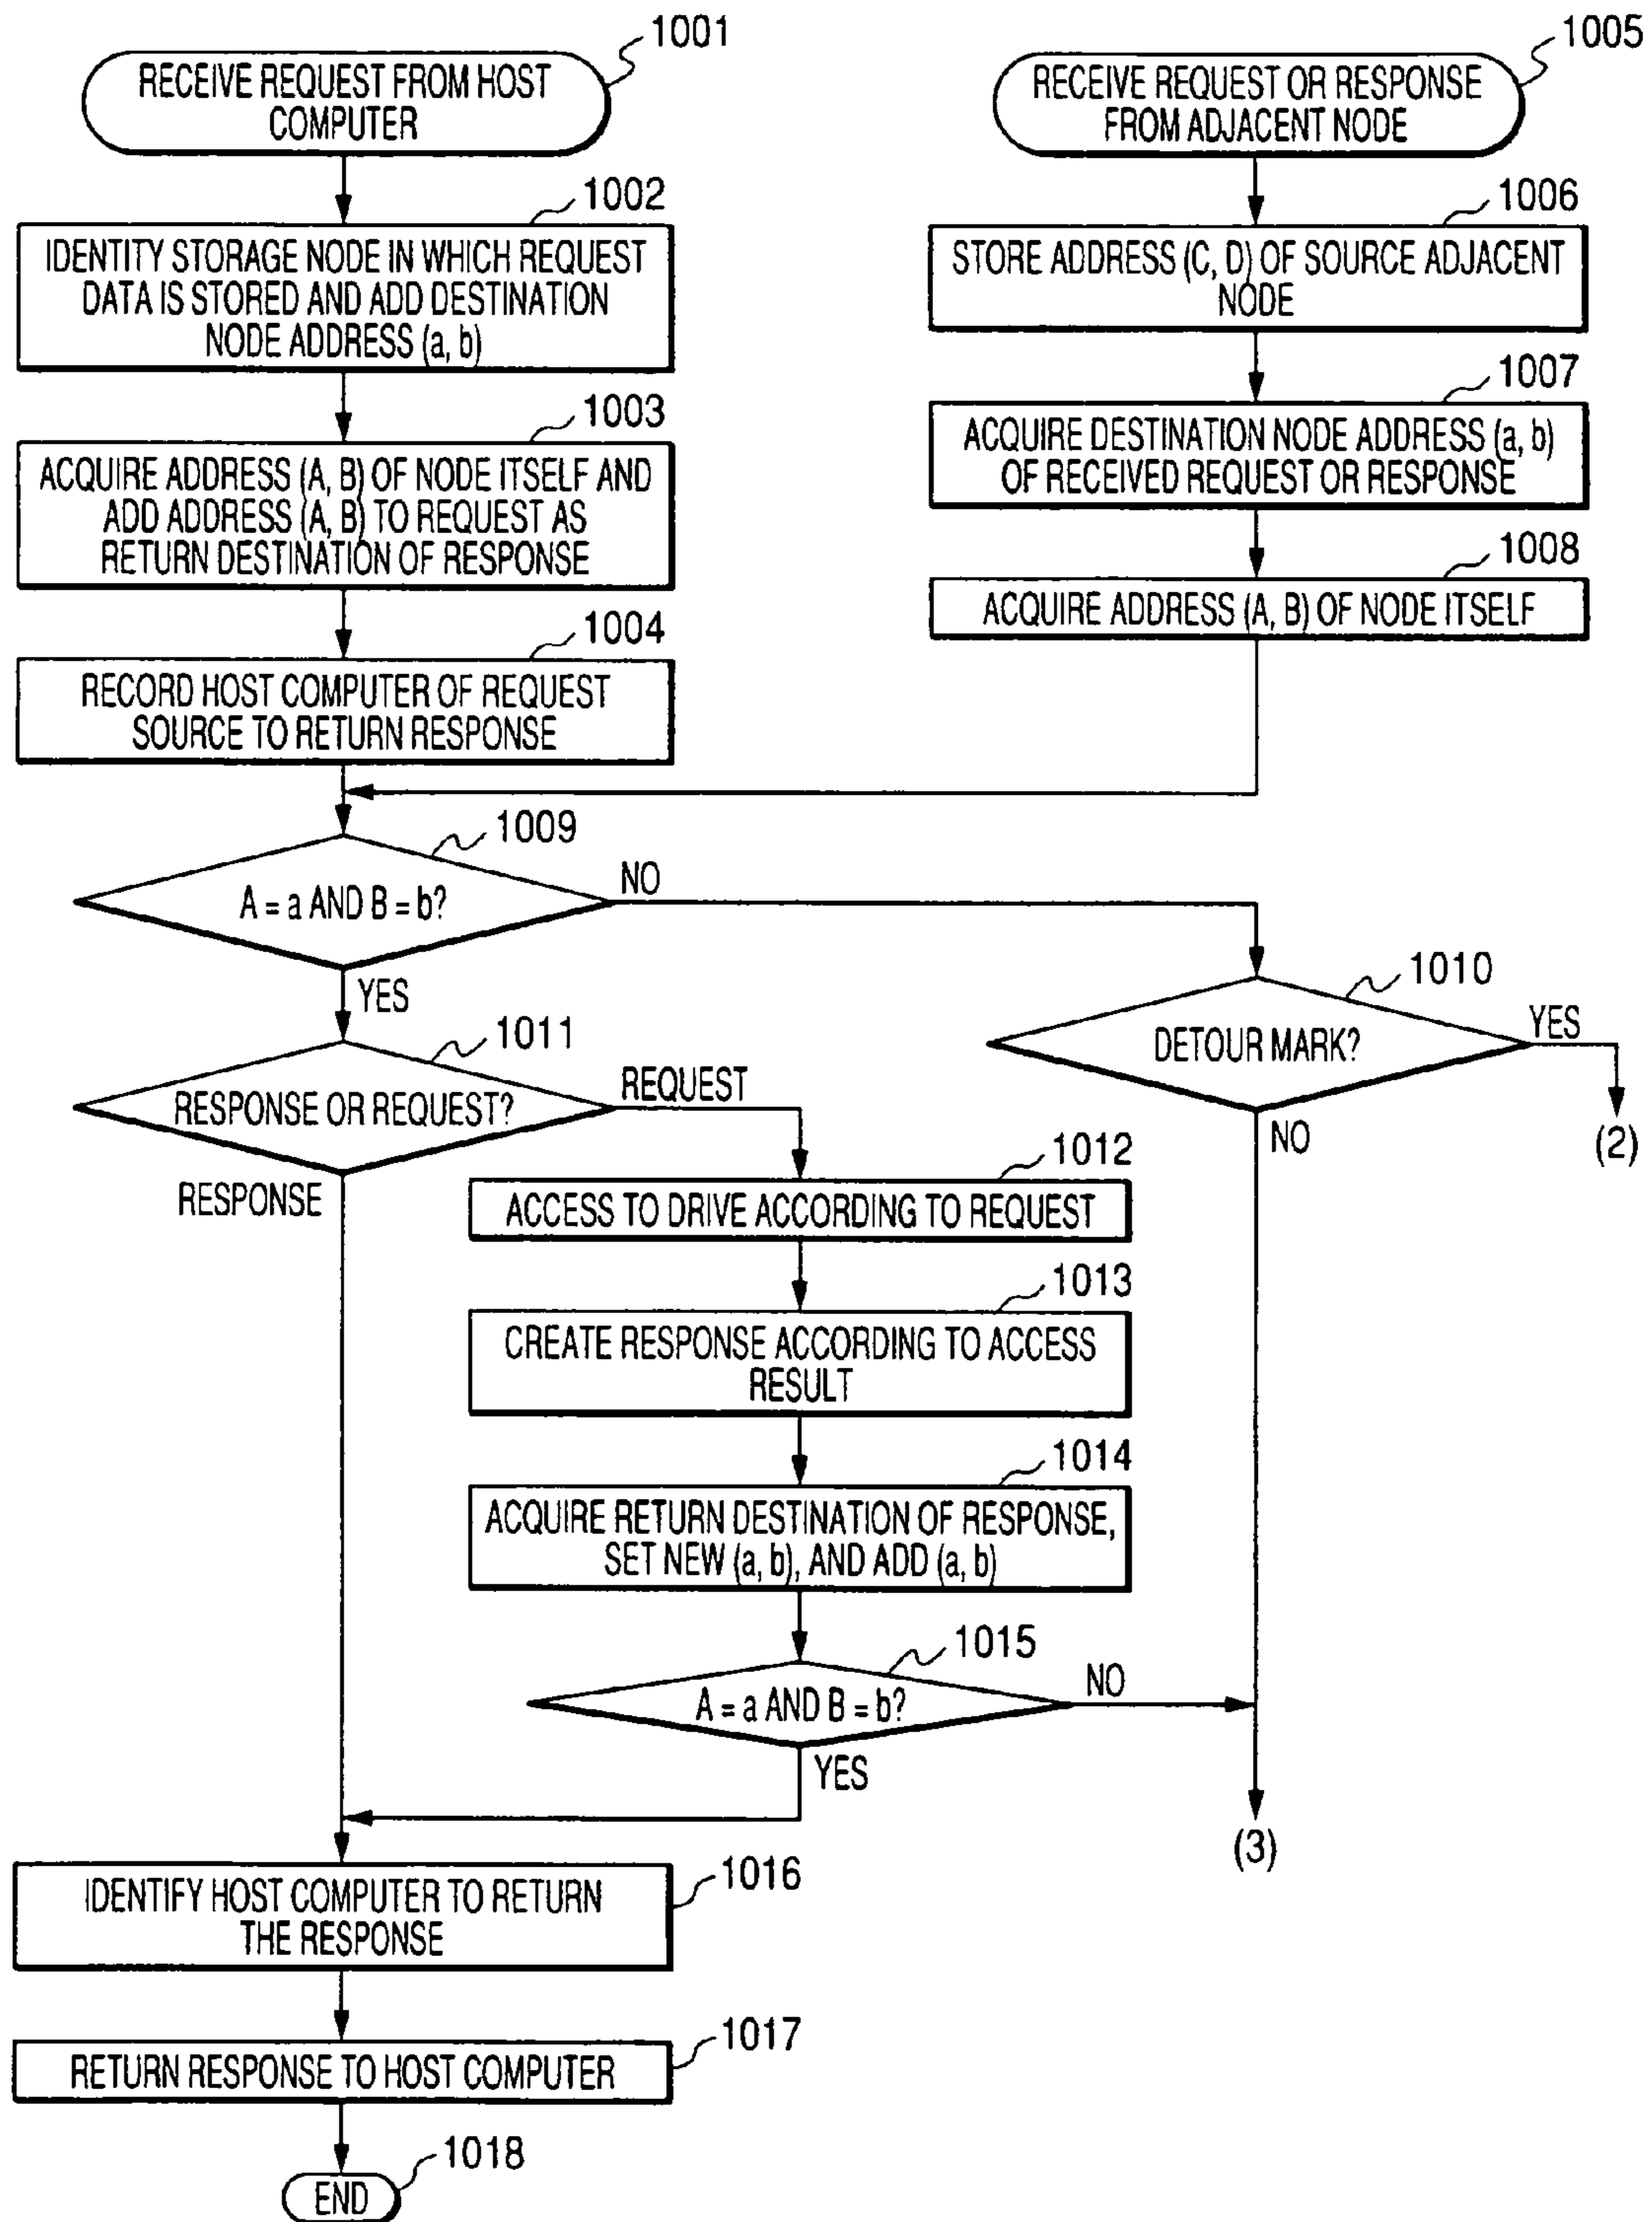 1001
RECEIVE REQUEST FROM HOST
COMPUTER
1002
IDENTITY STORAGE NODE IN WHICH REQUEST
DATA IS STORED AND ADD DESTINATION
NODE ADDRESS (a, b)
1003
ACQUIRE ADDRESS (A, B) OF NODE ITSELF AND
ADD ADDRESS (A, B) TO REQUEST AS
RETURN DESTINATION OF RESPONSE
1004
RECORD HOST COMPUTER OF REQUEST
SOURCE TO RETURN RESPONSE
1005
RECEIVE REQUEST OR RESPONSE
FROM ADJACENT NODE
1006
STORE ADDRESS (C, D) OF SOURCE ADJACENT
NODE
1007
ACQUIRE DESTINATION NODE ADDRESS (a, b)
OF RECEIVED REQUEST OR RESPONSE
1008
ACQUIRE ADDRESS (A, B) OF NODE ITSELF
1009
A = a AND B = b?
NO
YES
1010
DETOUR MARK?
YES
(2)
NO
1011
RESPONSE OR REQUEST?
REQUEST
RESPONSE
1012
ACCESS TO DRIVE ACCORDING TO REQUEST
1013
CREATE RESPONSE ACCORDING TO ACCESS
RESULT
1014
ACQUIRE RETURN DESTINATION OF RESPONSE,
SET NEW (a, b), AND ADD (a, b)
1015
A = a AND B = b?
NO
YES
(3)
1016
IDENTIFY HOST COMPUTER TO RETURN
THE RESPONSE
1017
RETURN RESPONSE TO HOST COMPUTER
1018
END